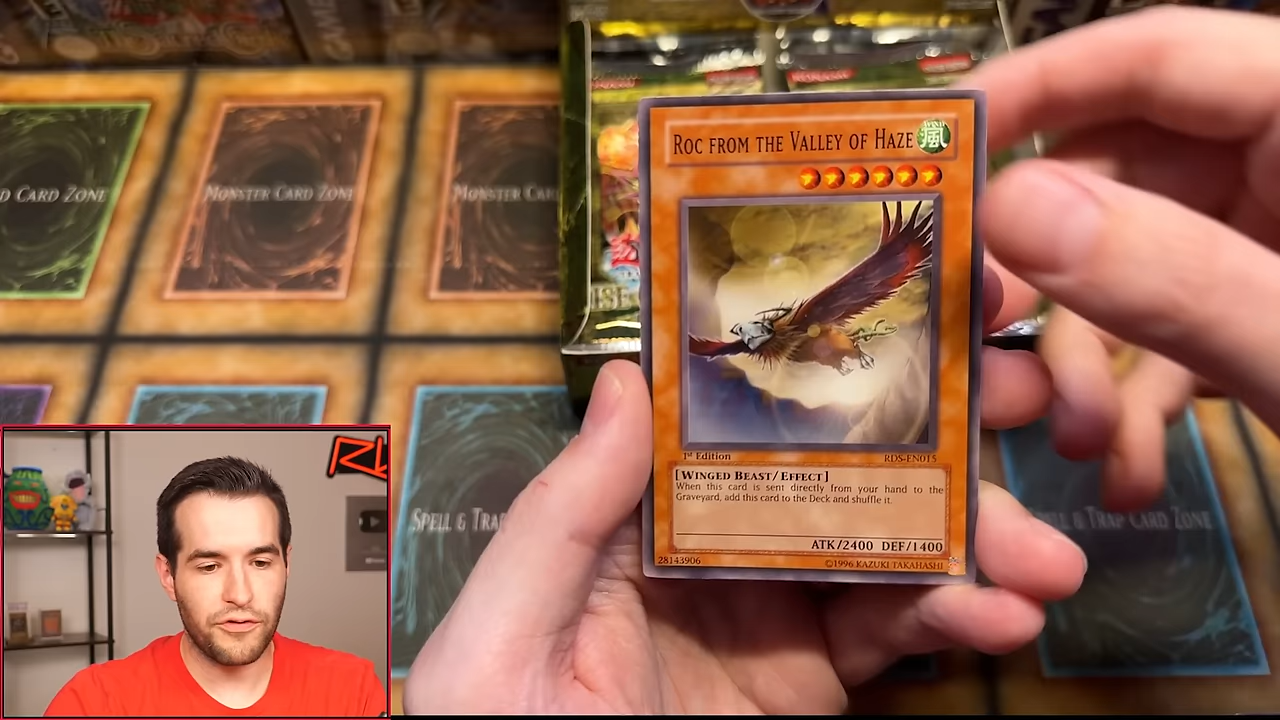 D CARD ZONE
MONSTER CARD ZONE
MONSTER CARD ZONE
ROC FROM THE VALLEY OF HAZE
風
1st Edition
RDS-EN015
[WINGED BEAST/EFFECT]
When this card is sent directly from your hand to the
Graveyard, add this card to the Deck and shuffle it.
ATK/2400 DEF/1400
28143906
©1996 KAZUKI TAKAHASHI
SPELL & TRAP
& TRAP CARD ZONE